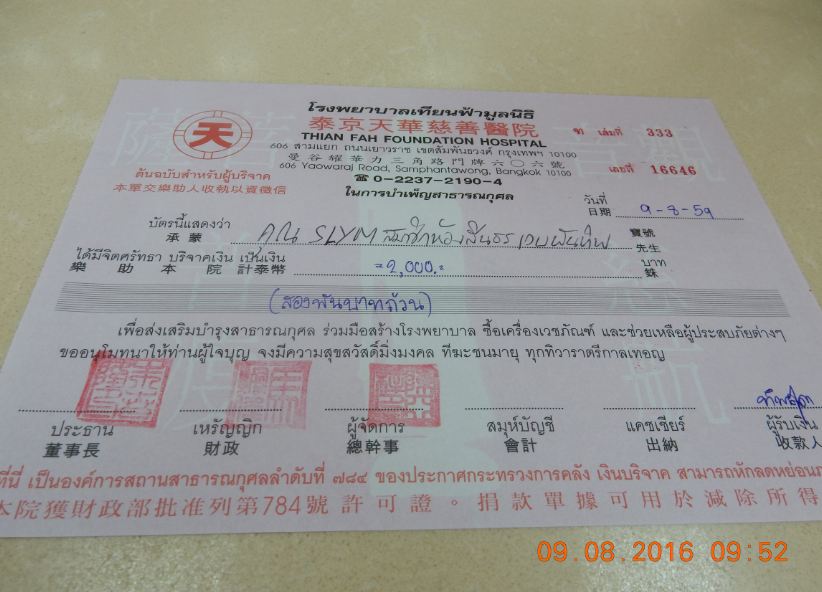 天
โรงพยาบาลเทียนฟ้ามูลนิธิ
泰京天華慈善醫院
THIAN FAH FOUNDATION HOSPITAL
606 สามแยก ถนนเยาวราช เขตสัมพันธวงศ์ กรุงเทพฯ 10100
曼谷耀華力三角路門牌六〇六號
606 Yaowaraj Road, Samphantawong, Bangkok 10100
☎ 0-2237-2190-4
เล่มที่ 333
เลขที่ 16646
ต้นฉบับสำหรับผู้บริจาค
本單交樂助人收執以資徵信
ในการบำเพ็ญสาธารณกุศล
วันที่
日期 9-8-59
บัตรนี้แสดงว่า
承蒙 คุณ SLYM สมาชิกห้องสินธร เวบพันทิพ 寶號
先生
ได้มีจิตศรัทธา บริจาคเงิน เป็นเงิน
樂助本院計泰幣 =2,000.= บาท
銖
(สองพันบาทถ้วน)
เพื่อส่งเสริมบำรุงสาธารณกุศล ร่วมมือสร้างโรงพยาบาล ซื้อเครื่องเวชภัณฑ์ และช่วยเหลือผู้ประสบภัยต่างๆ
ขออนุโมทนาให้ท่านผู้ใจบุญ จงมีความสุขสวัสดิ์มิ่งมงคล ทีฆะชนมายุ ทุกทิวาราตรีกาลเทอญ
ประธาน เหรัญญิก ผู้จัดการ สมุห์บัญชี แคชเชียร์ ผู้รับเงิน
董事長 財政 總幹事 會計 出納 收款人
ที่นี่ เป็นองค์การสถานสาธารณกุศลลำดับที่ ๗๘๔ ของประกาศกระทรวงการคลัง เงินบริจาค สามารถหักลดหย่อนภ
本院獲財政部批准列第784號許可證。捐款單據可用於減除所得
09.08.2016 09:52